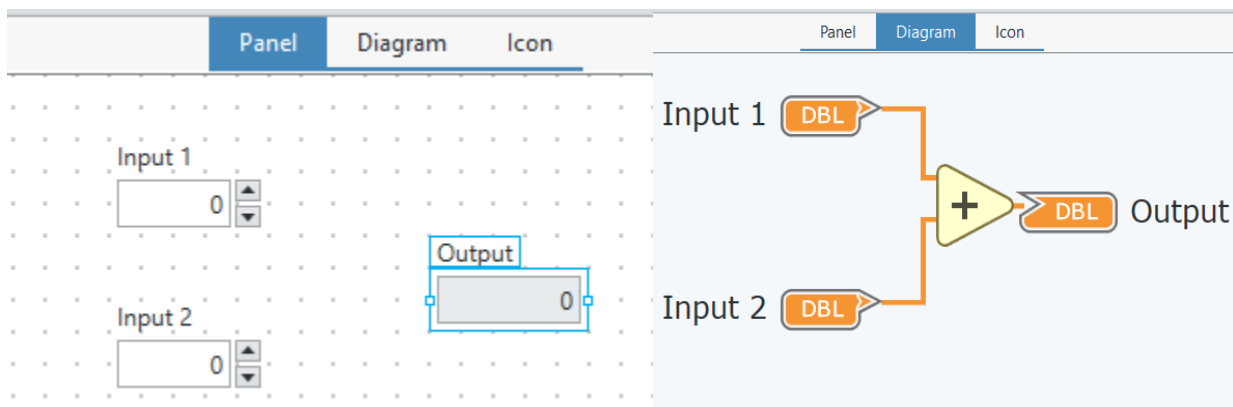 Panel Diagram Icon
Input 1
0
Output
0
Input 2
0
Panel Diagram Icon
Input 1 DBL
+
DBL Output
Input 2 DBL